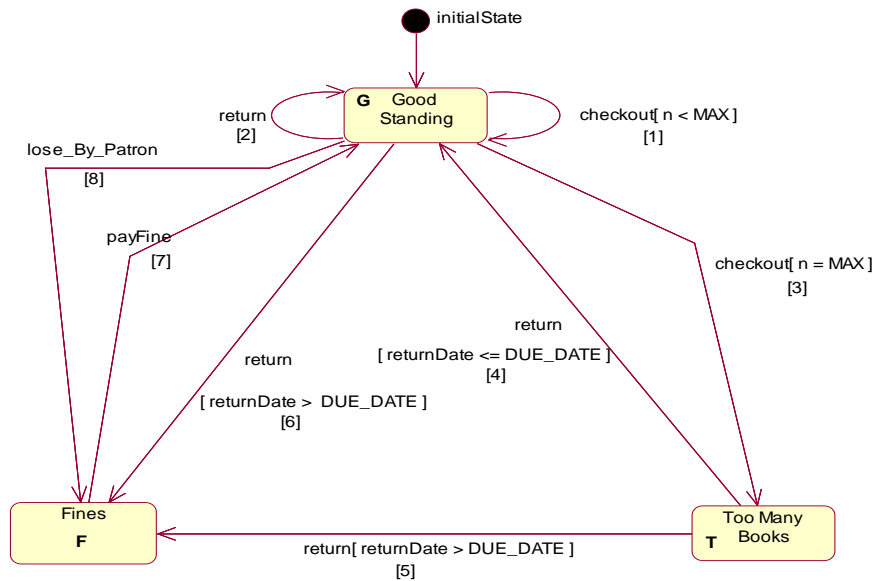 initialState
G Good
Standing
return
[2]
checkout[ n < MAX ]
[1]
lose_By_Patron
[8]
payFine
[7]
checkout[ n = MAX ]
[3]
return
[ returnDate <= DUE_DATE ]
[4]
return
[ returnDate > DUE_DATE ]
[6]
Fines
F
Too Many
T Books
return[ returnDate > DUE_DATE ]
[5]